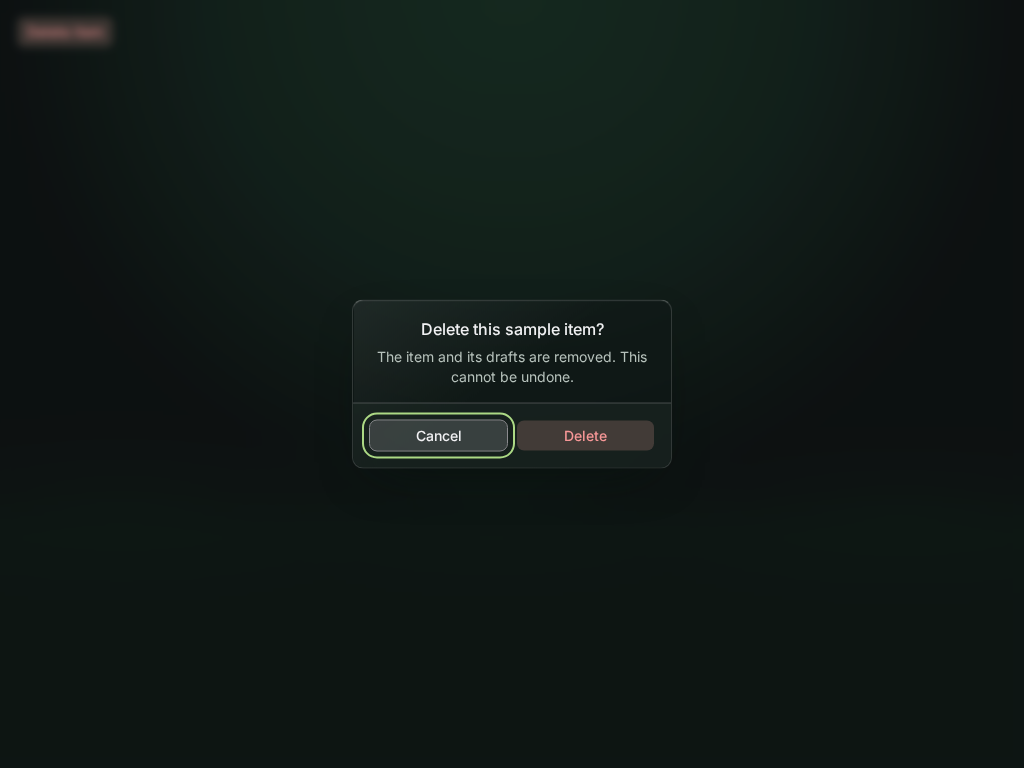 Delete this sample item?
The item and its drafts are removed. This
cannot be undone.
Cancel
Delete